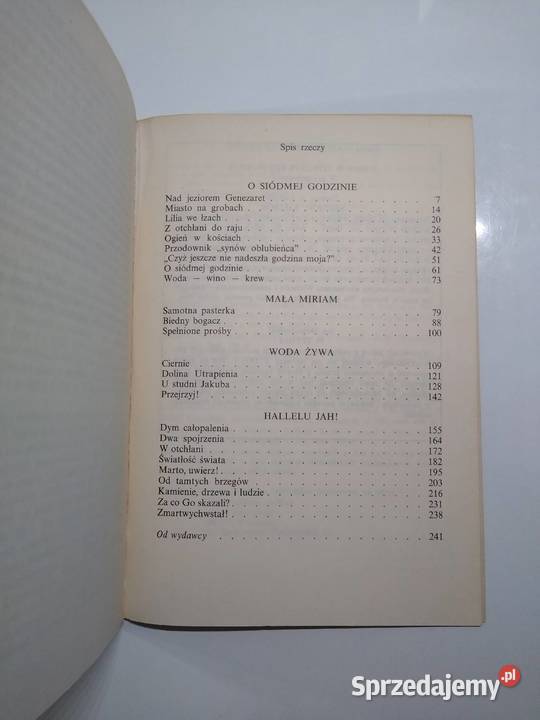 Spis rzeczy
O SIÓDMEJ GODZINIE
Nad jeziorem Genezaret . . . . . . . . . . . 7
Miasto na grobach . . . . . . . . . . . 14
Lilia we łzach . . . . . . . . . . . 20
Z otchłani do raju . . . . . . . . . . . 26
Ogień w kościach . . . . . . . . . . . 33
Przodownik „synów oblubieńca” . . . . . . . . . 42
„Czyż jeszcze nie nadeszła godzina moja?” . . . . . . . 51
O siódmej godzinie . . . . . . . . . . . 61
Woda — wino — krew . . . . . . . . . . . 73
MAŁA MIRIAM
Samotna pasterka . . . . . . . . . . . 79
Biedny bogacz . . . . . . . . . . . 88
Spełnione prośby . . . . . . . . . . . 100
WODA ŻYWA
Ciernie . . . . . . . . . . . 109
Dolina Utrapienia . . . . . . . . . . . 121
U studni Jakuba . . . . . . . . . . . 128
Przejrzyj! . . . . . . . . . . . 142
HALLELU JAH!
Dym całopalenia . . . . . . . . . . . 155
Dwa spojrzenia . . . . . . . . . . . 164
W otchłani . . . . . . . . . . . 172
Światłość świata . . . . . . . . . . . 182
Marto, uwierz! . . . . . . . . . . . 195
Od tamtych brzegów . . . . . . . . . . . 203
Kamienie, drzewa i ludzie . . . . . . . . . . . 216
Za co Go skazali? . . . . . . . . . . . 231
Zmartwychwstał! . . . . . . . . . . . 238
Od wydawcy . . . . . . . . . . . 241
Sprzedajemy.pl